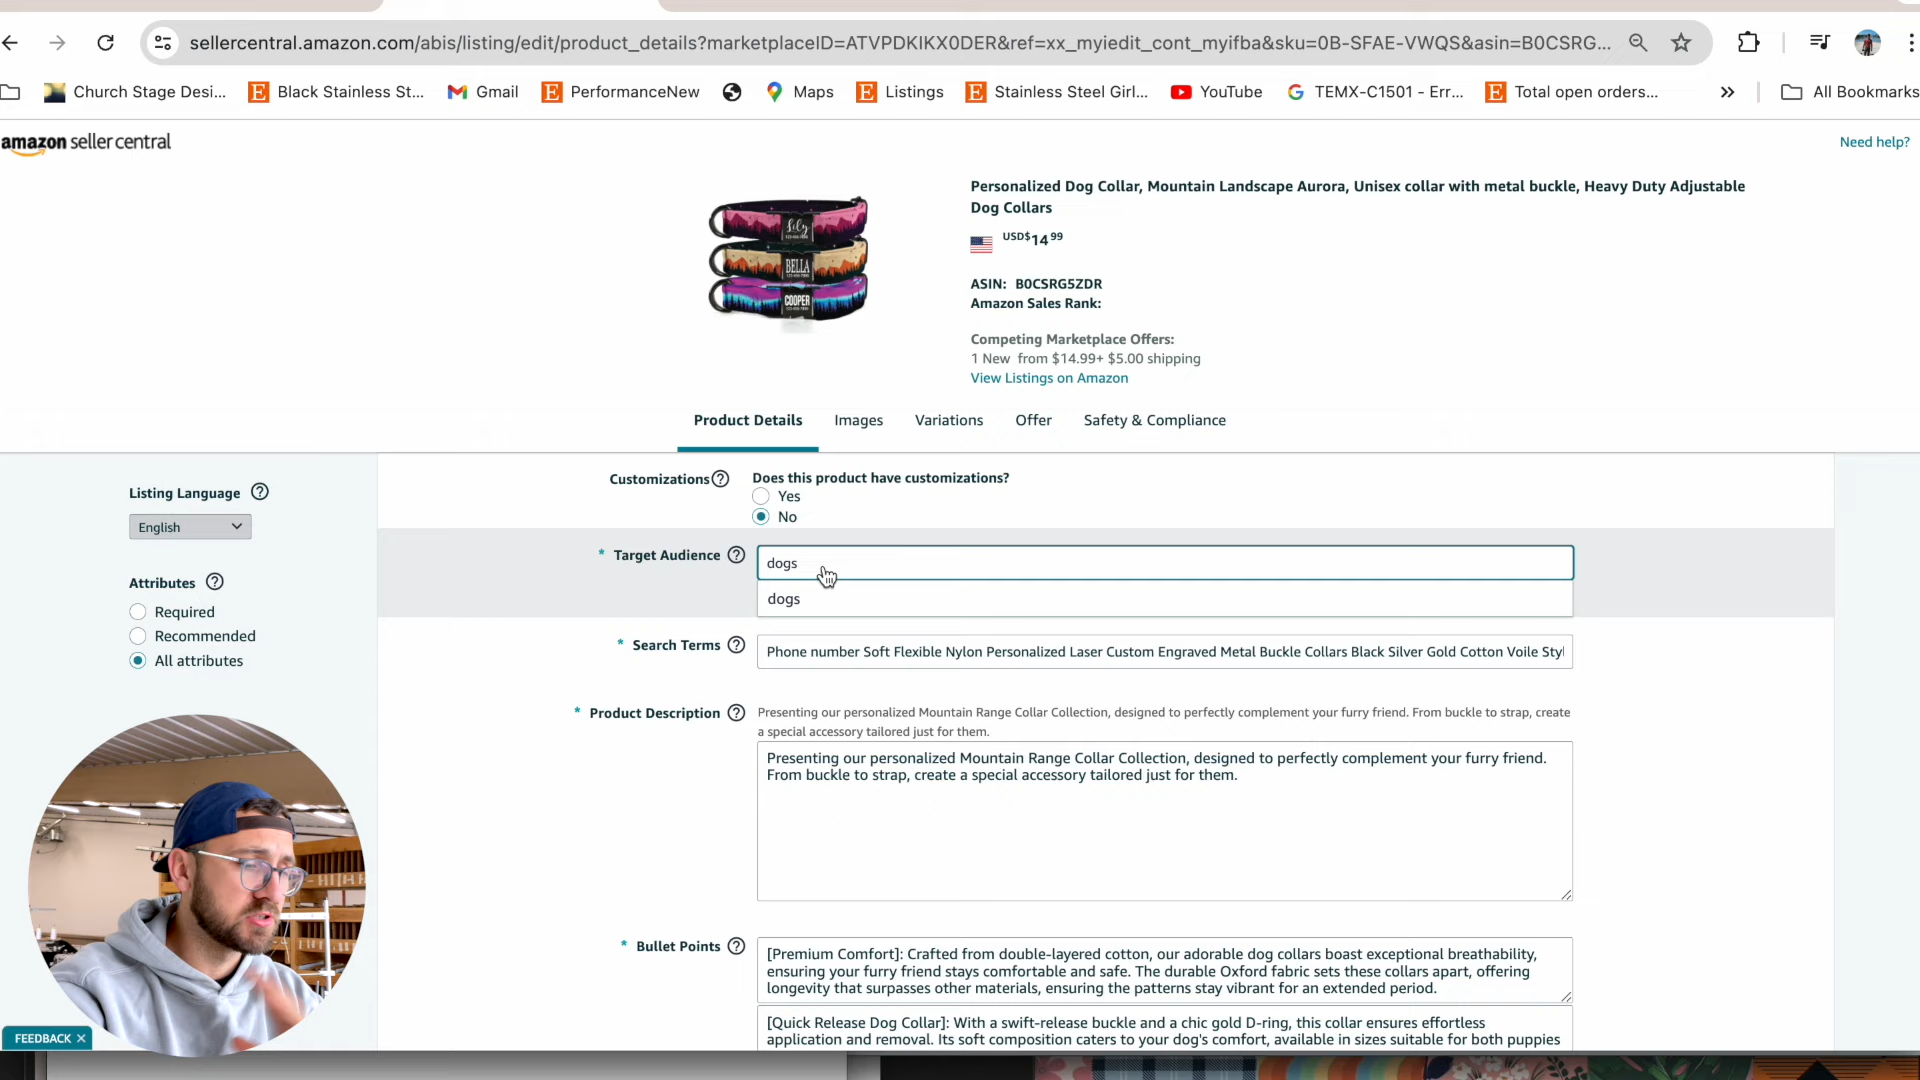 sellercentral.amazon.com/abis/listing/edit/product_details?marketplaceID=ATVPDKIKX0DER&ref=xx_myiedit_cont_myifba&sku=0B-SFAE-VWQS&asin=B0CSRG...
Church Stage Desi...
Black Stainless St...
Gmail
PerformanceNew
Maps
Listings
Stainless Steel Girl...
YouTube
TEMX-C1501 - Err...
Total open orders...
All Bookmarks
amazon seller central
Need help?
Personalized Dog Collar, Mountain Landscape Aurora, Unisex collar with metal buckle, Heavy Duty Adjustable
Dog Collars
USD$14 99
ASIN: B0CSRG5ZDR
Amazon Sales Rank:
Competing Marketplace Offers:
1 New from $14.99+ $5.00 shipping
View Listings on Amazon
Lily
BELLA
COOPER
Product Details
Images
Variations
Offer
Safety & Compliance
Listing Language
English
Attributes
Required
Recommended
All attributes
Customizations
Does this product have customizations?
Yes
No
* Target Audience
dogs
dogs
* Search Terms
Phone number Soft Flexible Nylon Personalized Laser Custom Engraved Metal Buckle Collars Black Silver Gold Cotton Voile Styl
* Product Description
Presenting our personalized Mountain Range Collar Collection, designed to perfectly complement your furry friend. From buckle to strap, create
a special accessory tailored just for them.
Presenting our personalized Mountain Range Collar Collection, designed to perfectly complement your furry friend.
From buckle to strap, create a special accessory tailored just for them.
* Bullet Points
[Premium Comfort]: Crafted from double-layered cotton, our adorable dog collars boast exceptional breathability,
ensuring your furry friend stays comfortable and safe. The durable Oxford fabric sets these collars apart, offering
longevity that surpasses other materials, ensuring the patterns stay vibrant for an extended period.
[Quick Release Dog Collar]: With a swift-release buckle and a chic gold D-ring, this collar ensures effortless
application and removal. Its soft composition caters to your dog's comfort, available in sizes suitable for both puppies
FEEDBACK